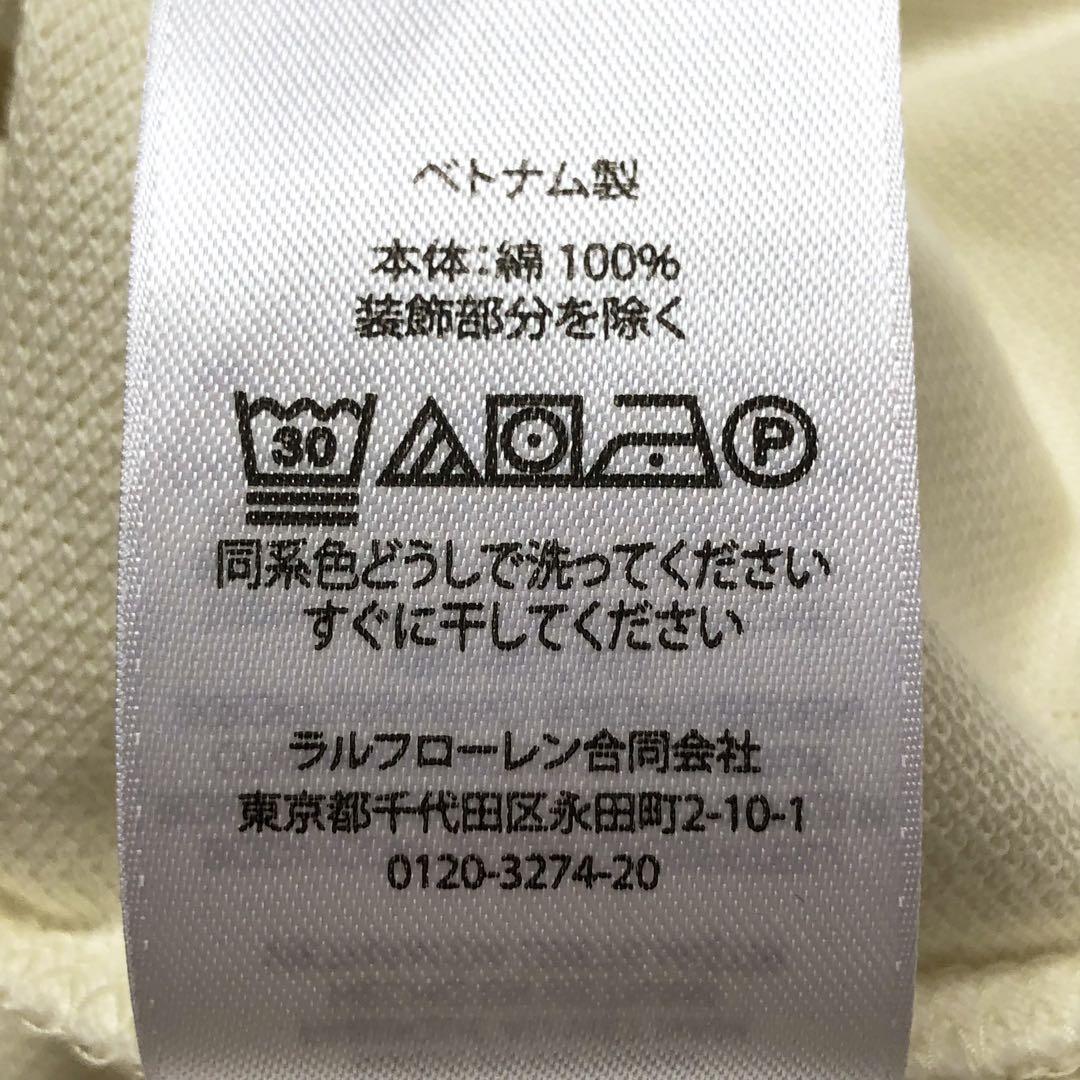 ベトナム製
本体:綿 100%
装飾部分を除く
30 P
同系色どうしで洗ってください
すぐに干してください
ラルフローレン合同会社
東京都千代田区永田町2-10-1
0120-3274-20